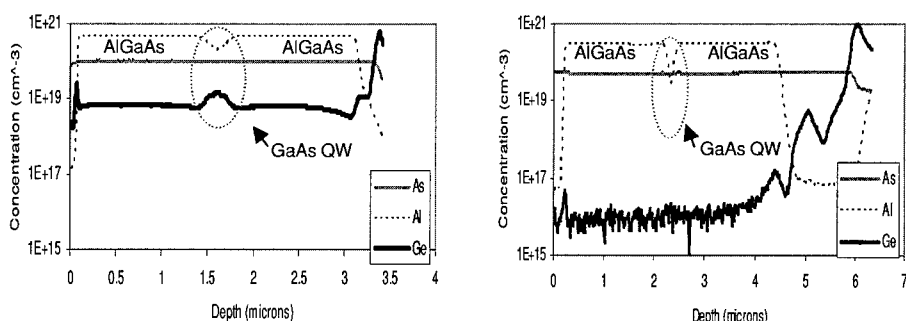 1E+21
1E+19
1E+17
1E+15
Concentration (cm^-3)
AlGaAs
AlGaAs
GaAs QW
As
Al
Ge
0
0.5
1
1.5
2
2.5
3
3.5
4
Depth (microns)
1E+21
1E+19
1E+17
1E+15
Concentration (cm^-3)
AlGaAs
AlGaAs
GaAs QW
As
Al
Ge
0
1
2
3
4
5
6
7
Depth (microns)